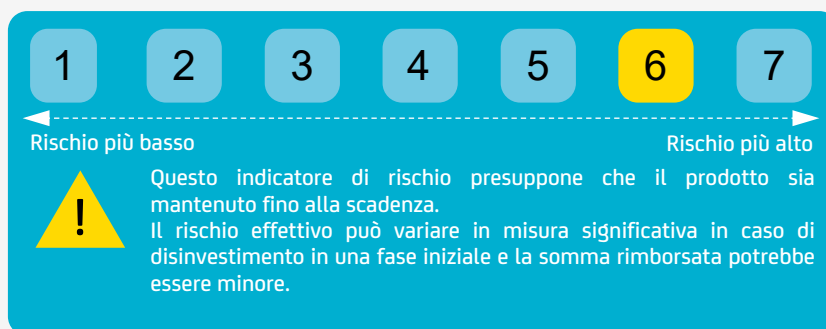 1 2 3 4 5 6 7
Rischio più basso Rischio più alto
!
Questo indicatore di rischio presuppone che il prodotto sia
mantenuto fino alla scadenza.
Il rischio effettivo può variare in misura significativa in caso di
disinvestimento in una fase iniziale e la somma rimborsata potrebbe
essere minore.